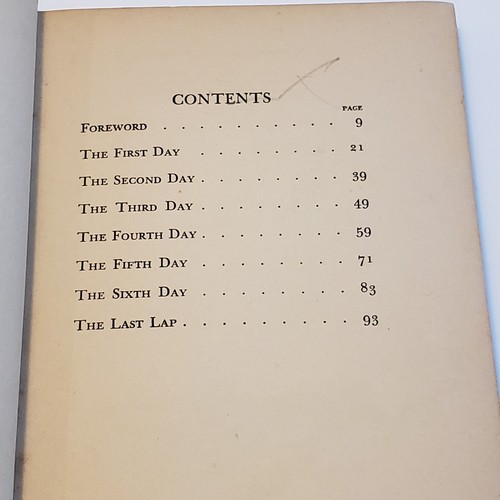 CONTENTS
PAGE
FOREWORD . . . . . . . . . . 9
THE FIRST DAY . . . . . . . 21
THE SECOND DAY . . . . . . . 39
THE THIRD DAY . . . . . . . 49
THE FOURTH DAY . . . . . . . 59
THE FIFTH DAY . . . . . . . 71
THE SIXTH DAY . . . . . . . 83
THE LAST LAP . . . . . . . . 93